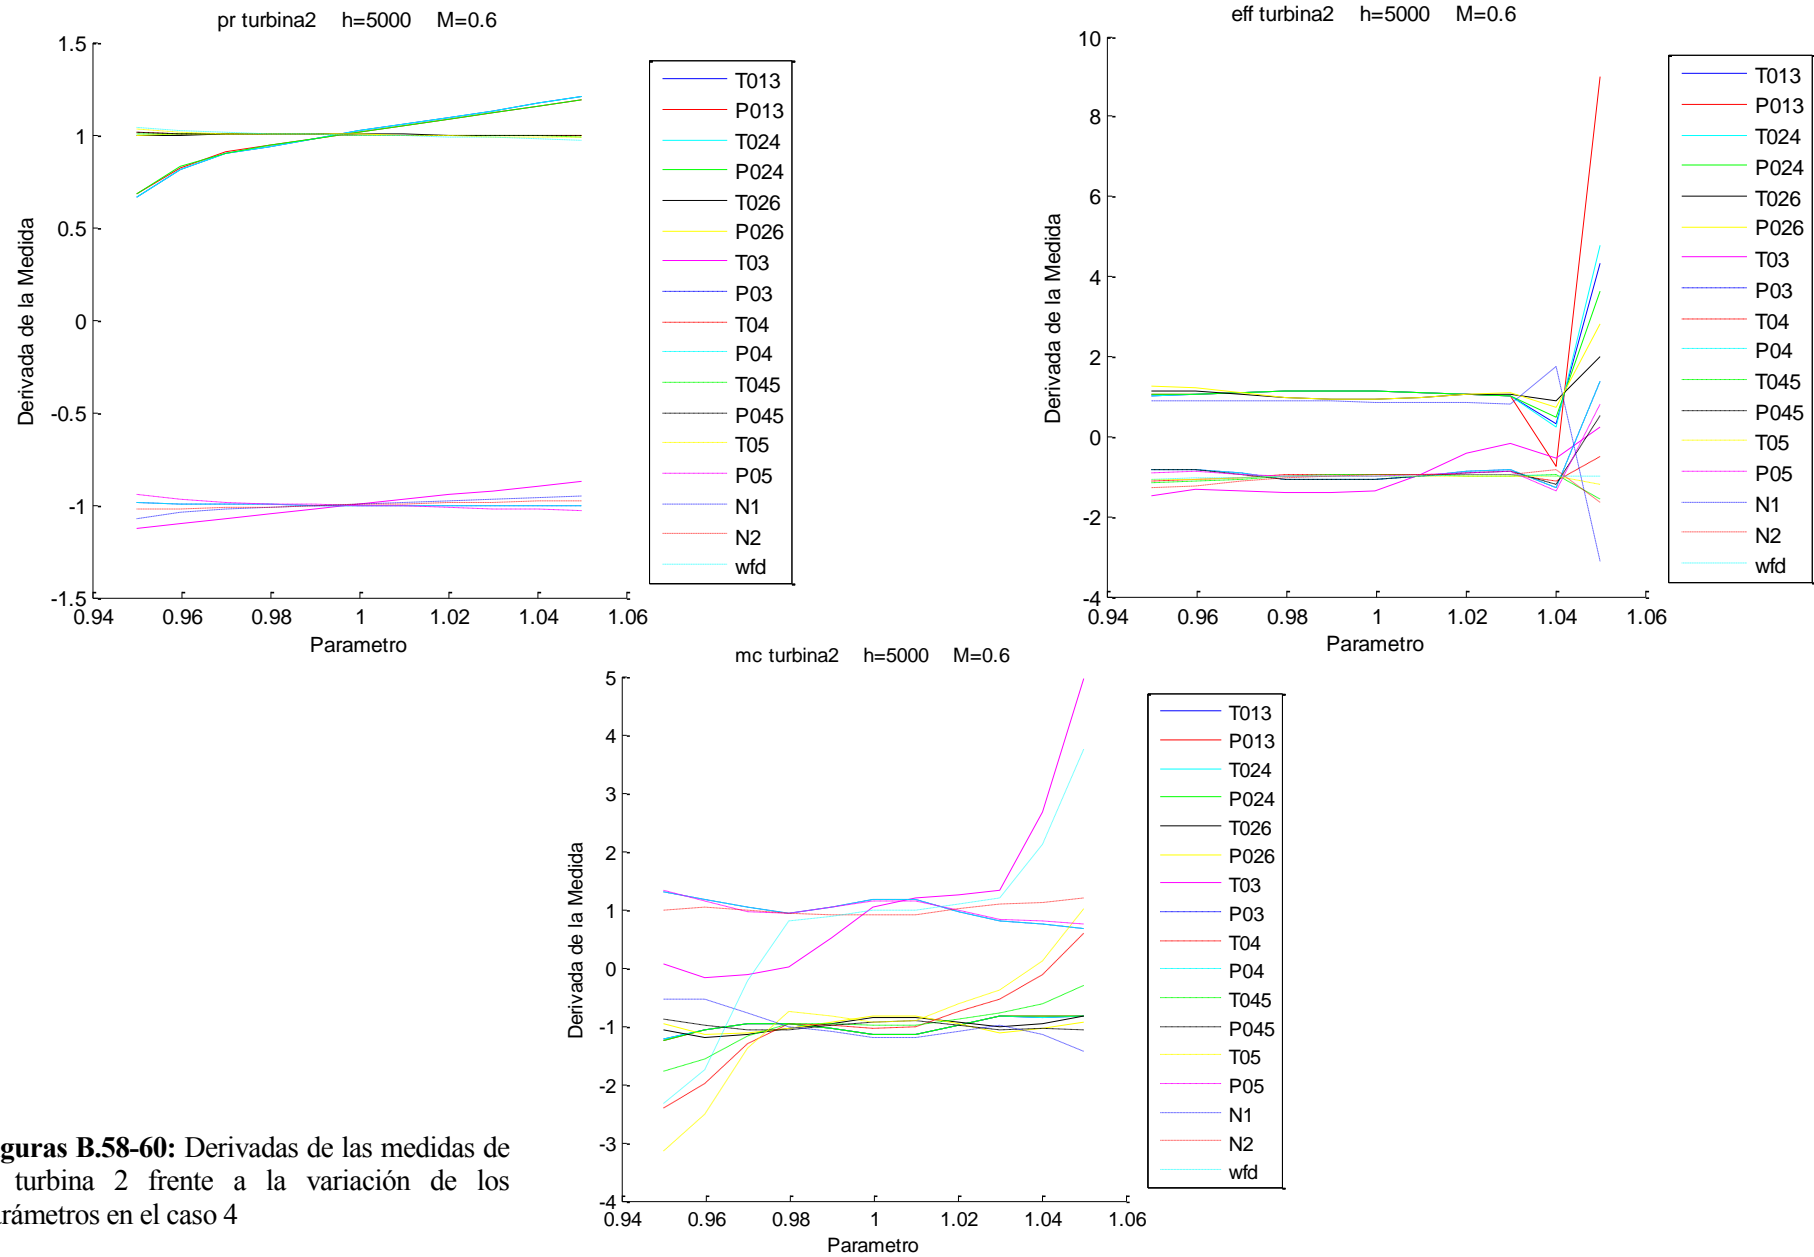 pr turbina2 h=5000 M=0.6
1.5
1
0.5
0
-0.5
-1
-1.5
0.94 0.96 0.98 1 1.02 1.04 1.06
Derivada de la Medida
Parametro
T013
P013
T024
P024
T026
P026
T03
P03
T04
P04
T045
P045
T05
P05
N1
N2
wfd
eff turbina2 h=5000 M=0.6
10
8
6
4
2
0
-2
-4
0.94 0.96 0.98 1 1.02 1.04 1.06
Derivada de la Medida
Parametro
T013
P013
T024
P024
T026
P026
T03
P03
T04
P04
T045
P045
T05
P05
N1
N2
wfd
mc turbina2 h=5000 M=0.6
5
4
3
2
1
0
-1
-2
-3
-4
0.94 0.96 0.98 1 1.02 1.04 1.06
Derivada de la Medida
Parametro
T013
P013
T024
P024
T026
P026
T03
P03
T04
P04
T045
P045
T05
P05
N1
N2
wfd
guras B.58-60: Derivadas de las medidas de
turbina 2 frente a la variación de los
rámetros en el caso 4